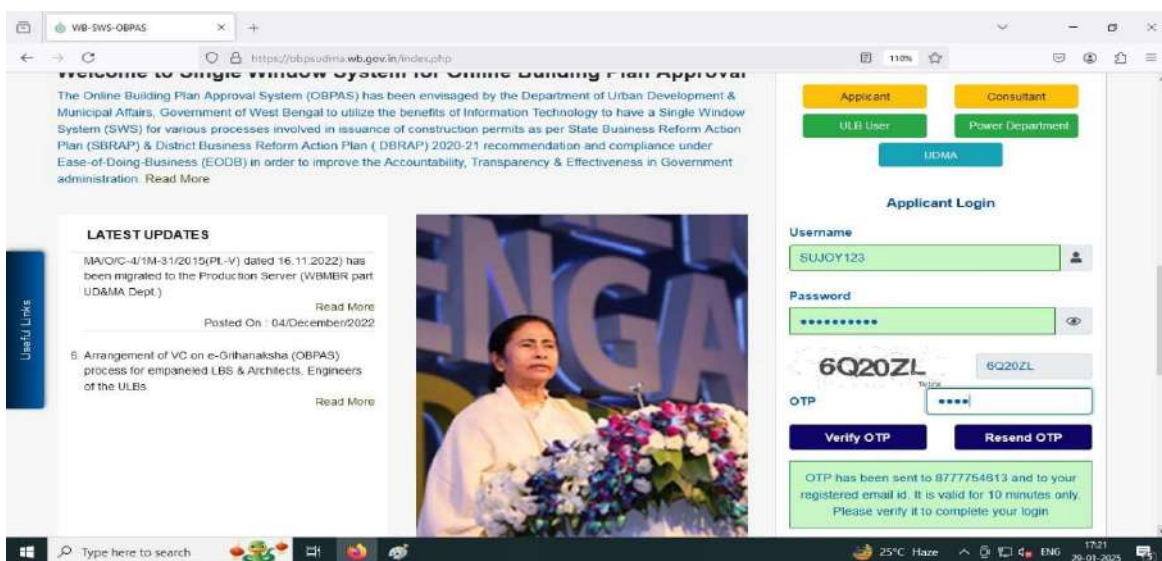 WB-SWS-OBPAS
https://obpsudma.wb.gov.in/index.php
110%
Welcome to Single Window System for Online Building Plan Approval
The Online Building Plan Approval System (OBPAS) has been envisaged by the Department of Urban Development &
Municipal Affairs, Government of West Bengal to utilize the benefits of Information Technology to have a Single Window
System (SWS) for various processes involved in issuance of construction permits as per State Business Reform Action
Plan (SBRAP) & District Business Reform Action Plan ( DBRAP) 2020-21 recommendation and compliance under
Ease-of-Doing-Business (EODB) in order to improve the Accountability, Transparency & Effectiveness in Government
administration. Read More
Applicant
Consultant
ULB User
Power Department
UDMA
Useful Links
LATEST UPDATES
MA/O/C-4/1M-31/2015(Pt.-V) dated 16.11.2022) has
been migrated to the Production Server (WBMBR part
UD&MA Dept.)
Read More
Posted On : 04/December/2022
6. Arrangement of VC on e-Grihanaksha (OBPAS)
process for empaneled LBS & Architects, Engineers
of the ULBs
Read More
ENGA
Applicant Login
Username
SUJOY123
Password
6Q20ZL
6Q20ZL
OTP
Verify OTP
Resend OTP
OTP has been sent to 8777754613 and to your
registered email id. It is valid for 10 minutes only.
Please verify it to complete your login
Type here to search
25°C Haze
ENG
17:21
29-01-2025